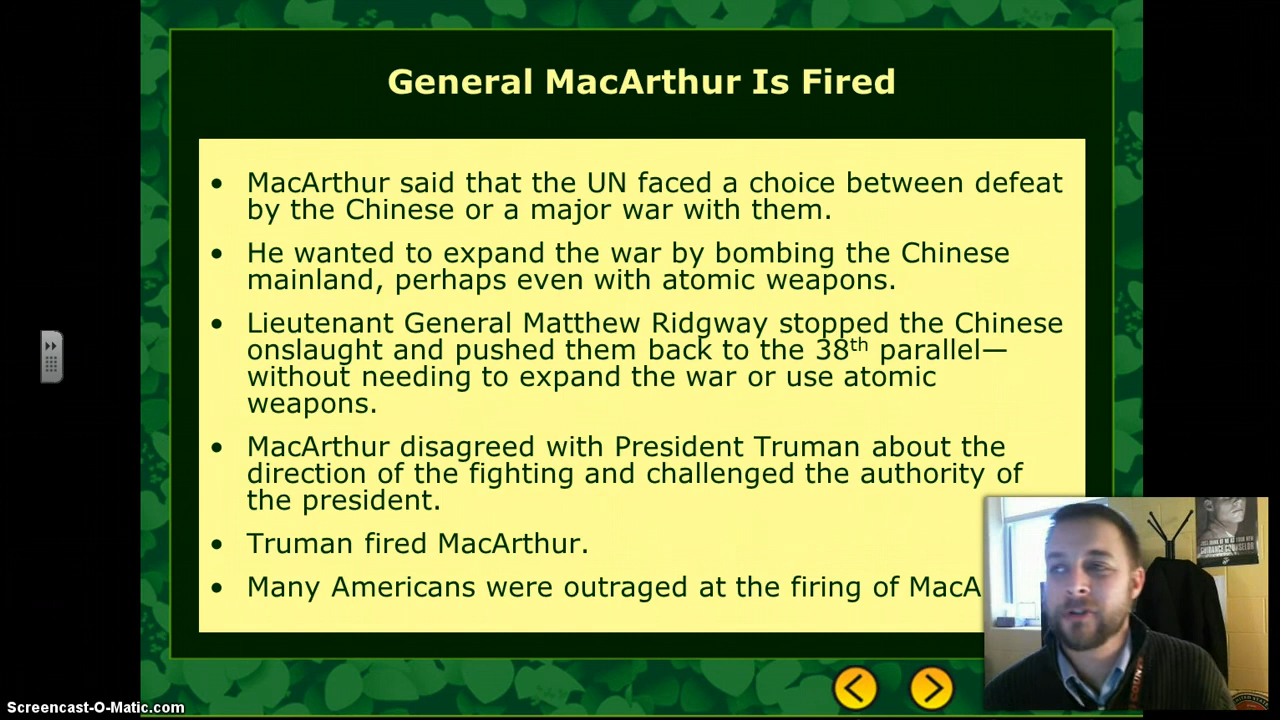 General MacArthur Is Fired
• MacArthur said that the UN faced a choice between defeat
by the Chinese or a major war with them.
• He wanted to expand the war by bombing the Chinese
mainland, perhaps even with atomic weapons.
• Lieutenant General Matthew Ridgway stopped the Chinese
onslaught and pushed them back to the 38th parallel—
without needing to expand the war or use atomic
weapons.
• MacArthur disagreed with President Truman about the
direction of the fighting and challenged the authority of
the president.
• Truman fired MacArthur.
• Many Americans were outraged at the firing of MacA
GUIDANCE COUNSELOR
Screencast-O-Matic.com